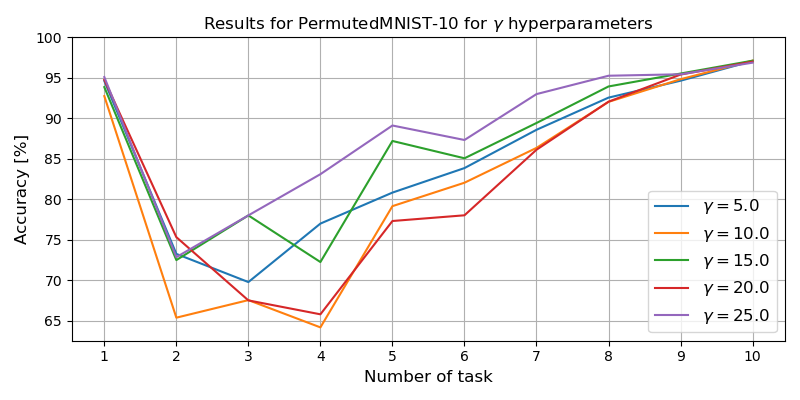 Results for PermutedMNIST-10 for γ hyperparameters
Accuracy [%]
100
95
90
85
80
75
70
65
γ = 5.0
γ = 10.0
γ = 15.0
γ = 20.0
γ = 25.0
1 2 3 4 5 6 7 8 9 10
Number of task